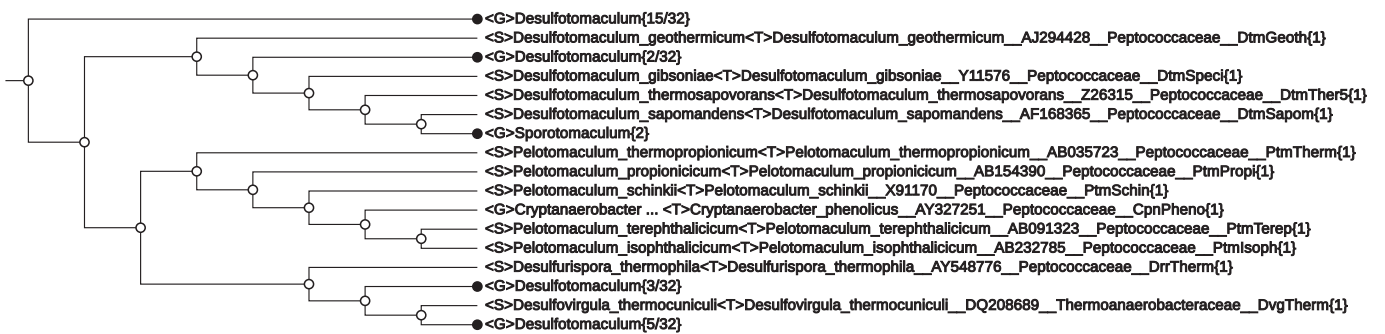 <G>Desulfotomaculum{15/32}
<S>Desulfotomaculum_geothermicum<T>Desulfotomaculum_geothermicum__AJ294428__Peptococcaceae__DtmGeoth{1}
<G>Desulfotomaculum{2/32}
<S>Desulfotomaculum_gibsoniae<T>Desulfotomaculum_gibsoniae__Y11576__Peptococcaceae__DtmSpeci{1}
<S>Desulfotomaculum_thermosapovorans<T>Desulfotomaculum_thermosapovorans__Z26315__Peptococcaceae__DtmTher5{1}
<S>Desulfotomaculum_sapomandens<T>Desulfotomaculum_sapomandens__AF168365__Peptococcaceae__DtmSapom{1}
<G>Sporotomaculum{2}
<S>Pelotomaculum_thermopropionicum<T>Pelotomaculum_thermopropionicum__AB035723__Peptococcaceae__PtmTherm{1}
<S>Pelotomaculum_propionicicum<T>Pelotomaculum_propionicicum__AB154390__Peptococcaceae__PtmPropi{1}
<S>Pelotomaculum_schinkii<T>Pelotomaculum_schinkii__X91170__Peptococcaceae__PtmSchin{1}
<G>Cryptanaerobacter ... <T>Cryptanaerobacter_phenolicus__AY327251__Peptococcaceae__CpnPheno{1}
<S>Pelotomaculum_terephthalicicum<T>Pelotomaculum_terephthalicicum__AB091323__Peptococcaceae__PtmTerep{1}
<S>Pelotomaculum_isophthalicicum<T>Pelotomaculum_isophthalicicum__AB232785__Peptococcaceae__PtmIsoph{1}
<S>Desulfurispora_thermophila<T>Desulfurispora_thermophila__AY548776__Peptococcaceae__DrrTherm{1}
<G>Desulfotomaculum{3/32}
<S>Desulfovirgula_thermocuniculi<T>Desulfovirgula_thermocuniculi__DQ208689__Thermoanaerobacteraceae__DvgTherm{1}
<G>Desulfotomaculum{5/32}